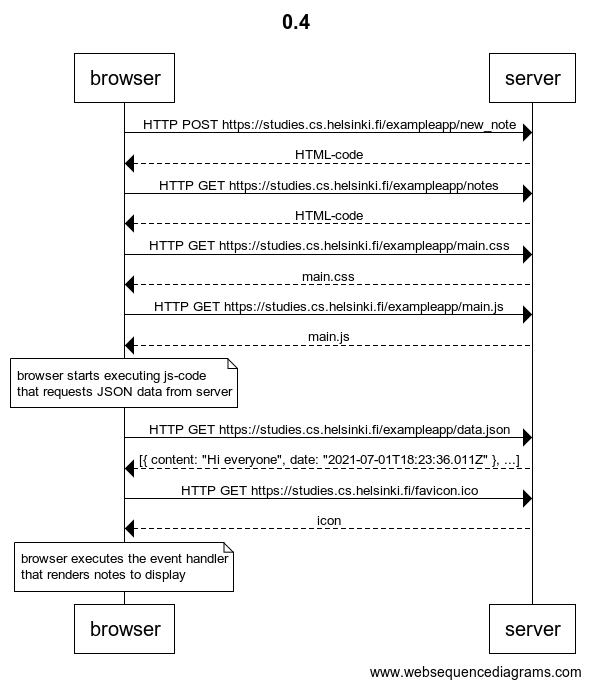 0.4
browser
server
HTTP POST https://studies.cs.helsinki.fi/exampleapp/new_note
HTML-code
HTTP GET https://studies.cs.helsinki.fi/exampleapp/notes
HTML-code
HTTP GET https://studies.cs.helsinki.fi/exampleapp/main.css
main.css
HTTP GET https://studies.cs.helsinki.fi/exampleapp/main.js
main.js
browser starts executing js-code
that requests JSON data from server
HTTP GET https://studies.cs.helsinki.fi/exampleapp/data.json
[{ content: "Hi everyone", date: "2021-07-01T18:23:36.011Z" }, ...]
HTTP GET https://studies.cs.helsinki.fi/favicon.ico
icon
browser executes the event handler
that renders notes to display
browser
server
www.websequencediagrams.com